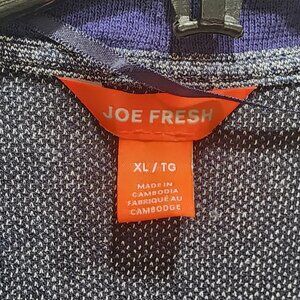 JOE FRESH
XL / TG
MADE IN
CAMBODIA
FABRIQUÉ AU
CAMBODGE